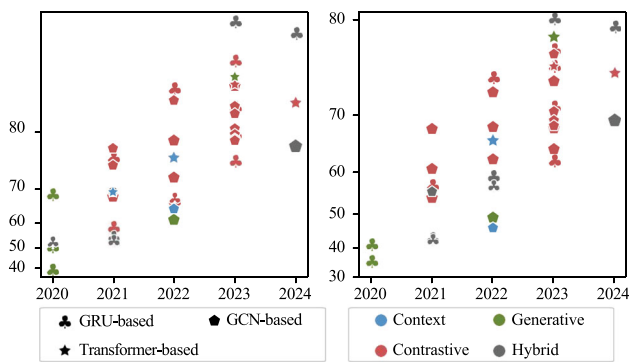 80
80
70
70
60
60
50
50
40
40
30
2020 2021 2022 2023 2024
2020 2021 2022 2023 2024
GRU-based GCN-based
Transformer-based
Context Generative
Contrastive Hybrid